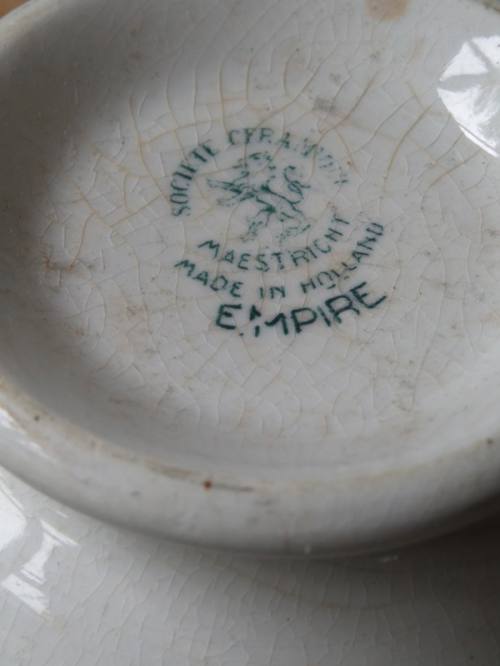 SOCIETE CERAMIQUE
MAESTRICHT
MADE IN HOLLAND
EMPIRE